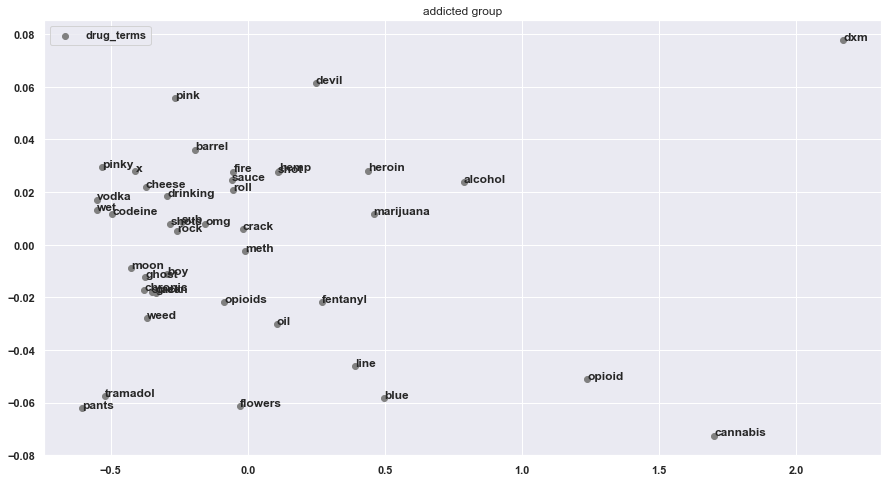 addicted group
drug_terms
dxm
devil
pink
barrel
pinky
x
fire
hemp
shot
heroin
sauce
alcohol
cheese
roll
drinking
vodka
wet
codeine
marijuana
sub
shots
omg
rock
crack
meth
moon
boy
ghost
chronic
opioids
fentanyl
weed
oil
line
opioid
tramadol
blue
pants
flowers
cannabis
0.08
0.06
0.04
0.02
0.00
−0.02
−0.04
−0.06
−0.08
−0.5
0.0
0.5
1.0
1.5
2.0